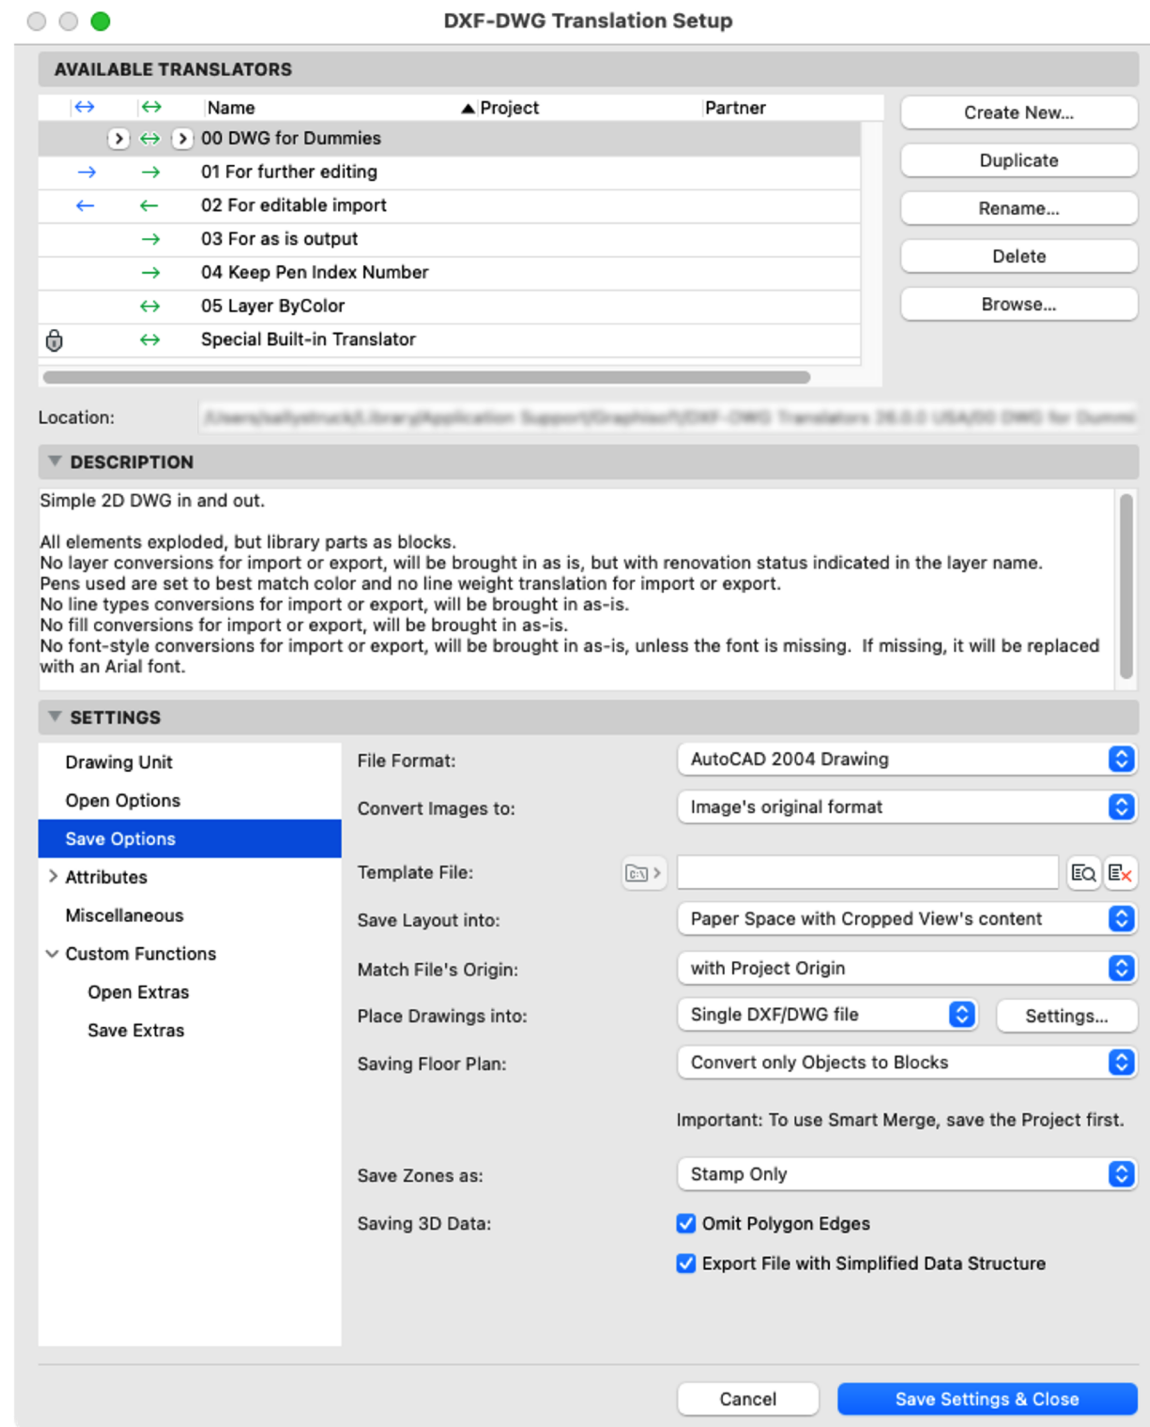 DXF-DWG Translation Setup
AVAILABLE TRANSLATORS
Name
Project
Partner
00 DWG for Dummies
01 For further editing
02 For editable import
03 For as is output
04 Keep Pen Index Number
05 Layer ByColor
Special Built-in Translator
Create New...
Duplicate
Rename...
Delete
Browse...
Location:
DESCRIPTION
Simple 2D DWG in and out.
All elements exploded, but library parts as blocks.
No layer conversions for import or export, will be brought in as is, but with renovation status indicated in the layer name.
Pens used are set to best match color and no line weight translation for import or export.
No line types conversions for import or export, will be brought in as-is.
No fill conversions for import or export, will be brought in as-is.
No font-style conversions for import or export, will be brought in as-is, unless the font is missing.  If missing, it will be replaced
with an Arial font.
SETTINGS
Drawing Unit
Open Options
Save Options
Attributes
Miscellaneous
Custom Functions
Open Extras
Save Extras
File Format: AutoCAD 2004 Drawing
Convert Images to: Image's original format
Template File: C:\
Save Layout into: Paper Space with Cropped View's content
Match File's Origin: with Project Origin
Place Drawings into: Single DXF/DWG file Settings...
Saving Floor Plan: Convert only Objects to Blocks
Important: To use Smart Merge, save the Project first.
Save Zones as: Stamp Only
Saving 3D Data: Omit Polygon Edges
Export File with Simplified Data Structure
Cancel
Save Settings & Close